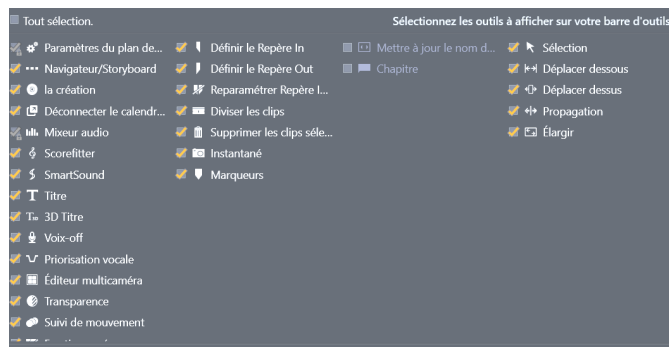 Tout sélection.
Sélectionnez les outils à afficher sur votre barre d'outils
Paramètres du plan de...
Navigateur/Storyboard
la création
Déconnecter le calendr...
Mixeur audio
Scorefitter
SmartSound
Titre
3D Titre
Voix-off
Priorisation vocale
Éditeur multicaméra
Transparence
Suivi de mouvement
Définir le Repère In
Définir le Repère Out
Reparamétrer Repère I...
Diviser les clips
Supprimer les clips séle...
Instantané
Marqueurs
Mettre à jour le nom d...
Chapitre
Sélection
Déplacer dessous
Déplacer dessus
Propagation
Élargir